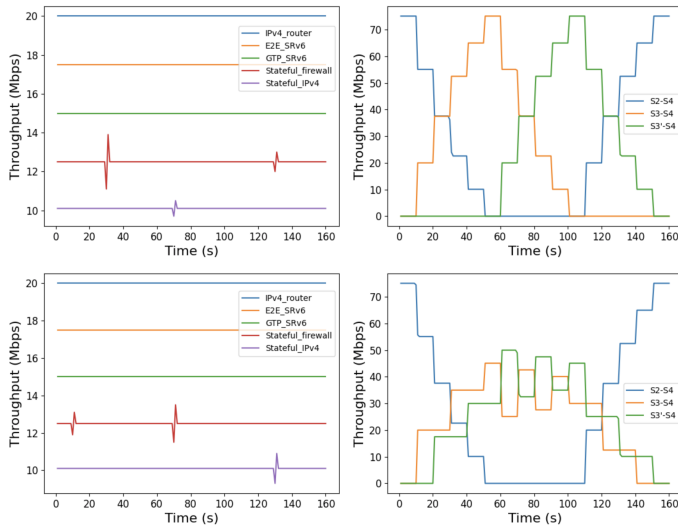 20
18
16
14
12
10
Throughput (Mbps)
IPv4_router
E2E_SRv6
GTP_SRv6
Stateful_firewall
Stateful_IPv4
0 20 40 60 80 100 120 140 160
Time (s)
70
60
50
40
30
20
10
0
Throughput (Mbps)
S2-S4
S3-S4
S3'-S4
0 20 40 60 80 100 120 140 160
Time (s)
20
18
16
14
12
10
Throughput (Mbps)
IPv4_router
E2E_SRv6
GTP_SRv6
Stateful_firewall
Stateful_IPv4
0 20 40 60 80 100 120 140 160
Time (s)
70
60
50
40
30
20
10
0
Throughput (Mbps)
S2-S4
S3-S4
S3'-S4
0 20 40 60 80 100 120 140 160
Time (s)